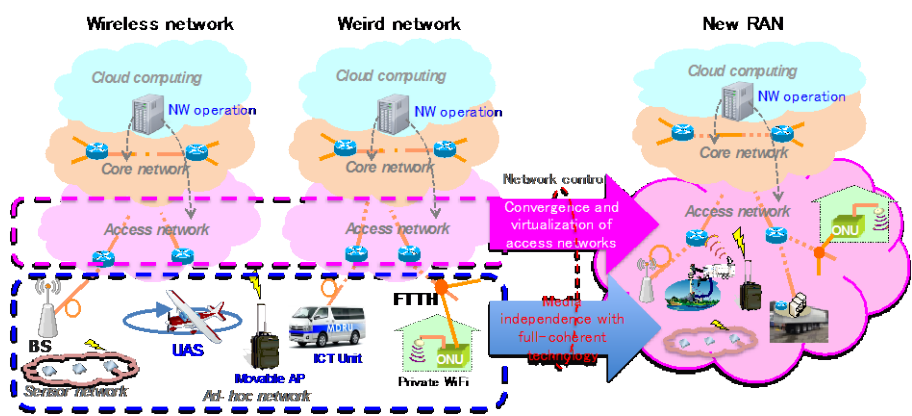 Wireless network
Weird network
New RAN
Cloud computing
NW operation
Core network
Access network
Cloud computing
NW operation
Core network
Access network
Cloud computing
NW operation
Core network
Access network
ONU
Network control
Convergence and
virtualization of
access networks
Media
independence with
full-coherent
technology
BS
UAS
Movable AP
MDRU
ICT Unit
FTTH
ONU
Private WiFi
Sensor network
Ad-hoc network